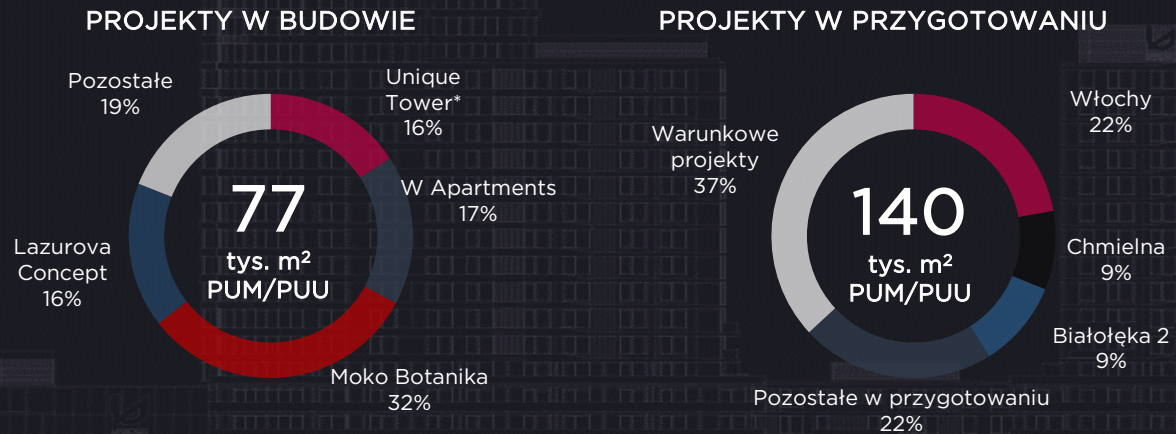 PROJEKTY W BUDOWIE
Pozostałe
19%
Unique
Tower*
16%
W Apartments
17%
77
tys. m²
PUM/PUU
Lazurova
Concept
16%
Moko Botanika
32%
PROJEKTY W PRZYGOTOWANIU
Włochy
22%
Warunkowe
projekty
37%
140
tys. m²
PUM/PUU
Chmielna
9%
Białołęka 2
9%
Pozostałe w przygotowaniu
22%